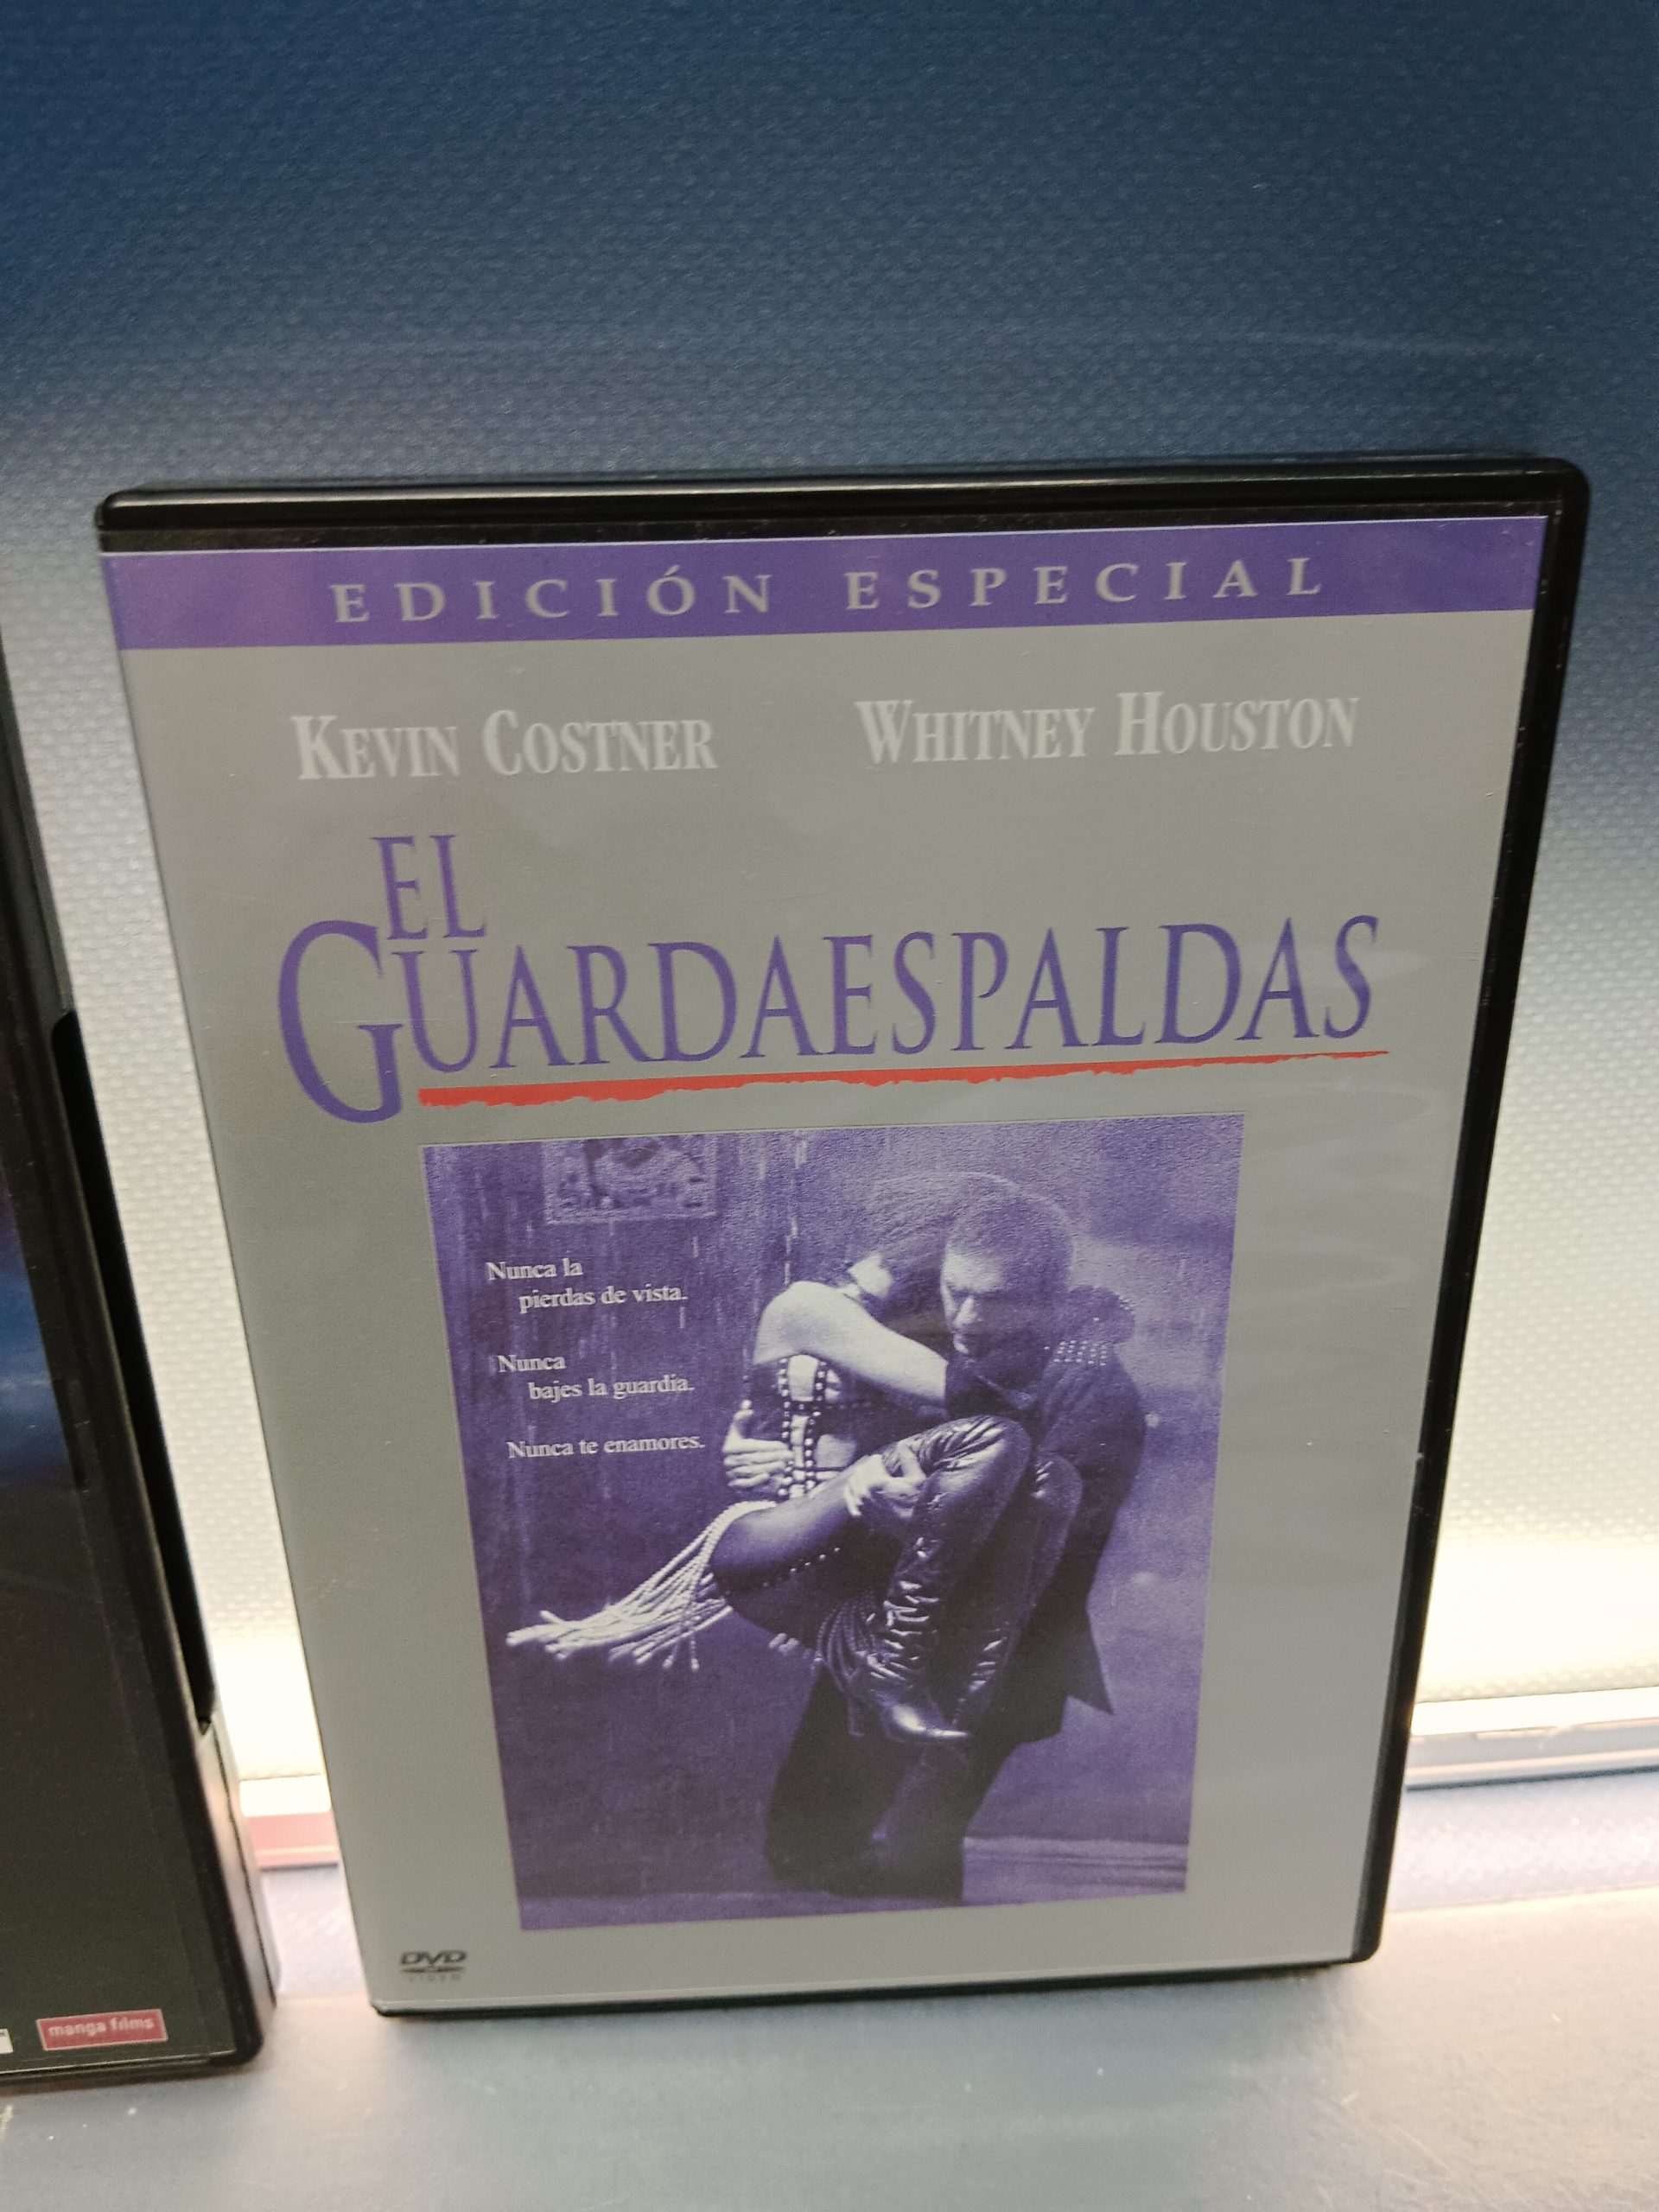 EDICIÓN ESPECIAL
KEVIN COSTNER WHITNEY HOUSTON
EL
GUARDAESPALDAS
Nunca la
pierdas de vista.
Nunca
bajes la guardia.
Nunca te enamores.
DVD
VIDEO
manga films